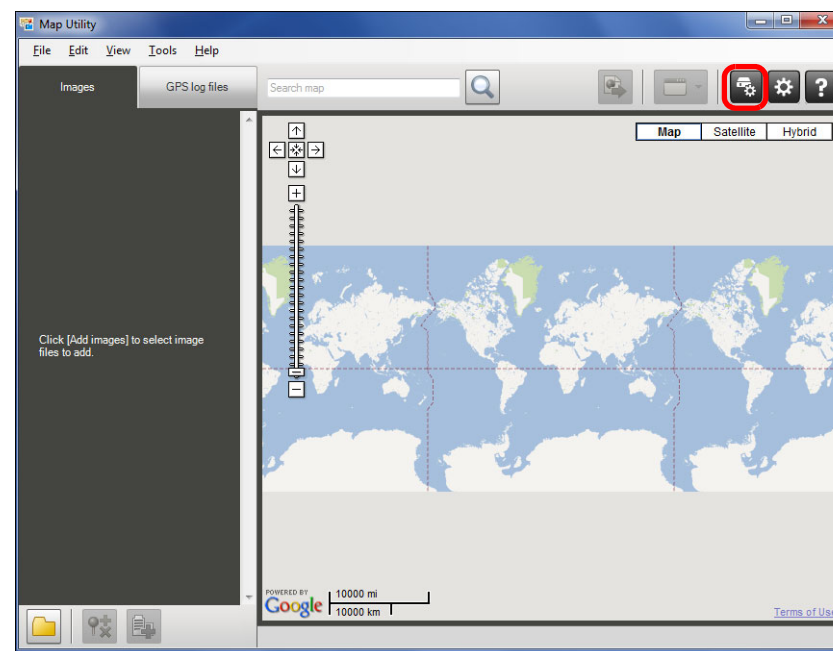 Map Utility
File Edit View Tools Help
Images
GPS log files
Search map
?
Map
Satellite
Hybrid
Click [Add images] to select image
files to add.
POWERED BY
Google
10000 mi
10000 km
Terms of Use